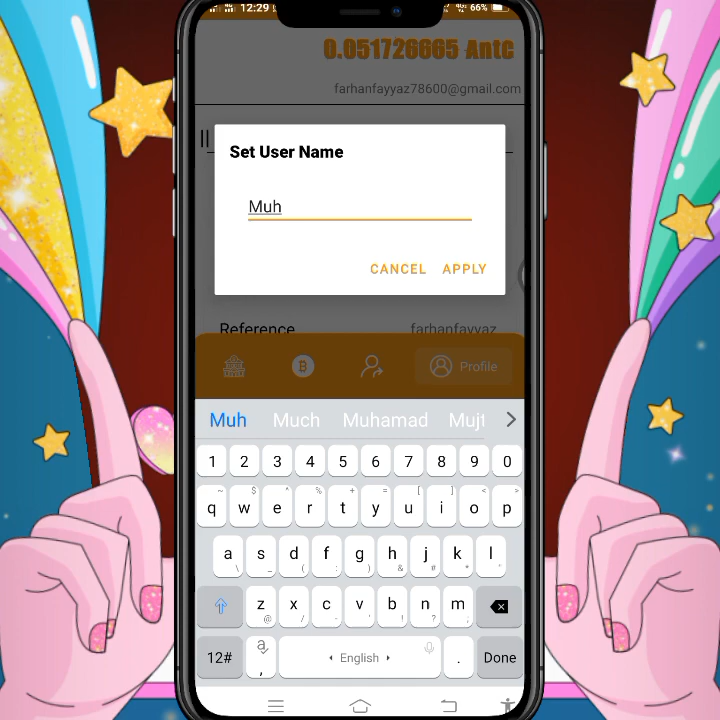 12:29
66%
0.051726665 Antc
farhanfayyaz78600@gmail.com
Set User Name
Muh
CANCEL APPLY
Reference farhanfayyaz
Profile
Muh Much Muhamad Mujt
1 2 3 4 5 6 7 8 9 0
q w e r t y u i o p
a s d f g h j k l
z x c v b n m
12# , English . Done